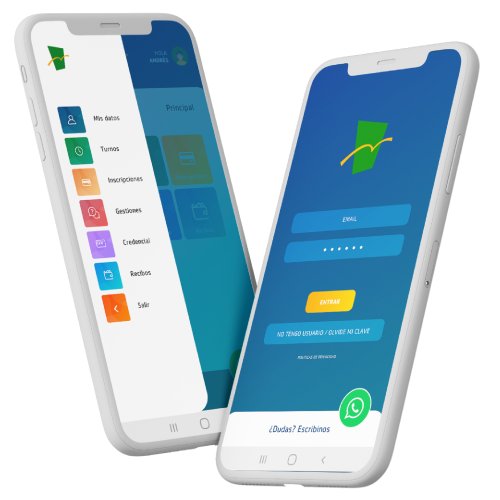 HOLA
ANDRÉS
Principal
Mis datos
Turnos
Inscripciones
Gestiones
Credencial
Recibos
Salir
EMAIL
ENTRAR
NO TENGO USUARIO / OLVIDE MI CLAVE
¿Dudas? Escribinos